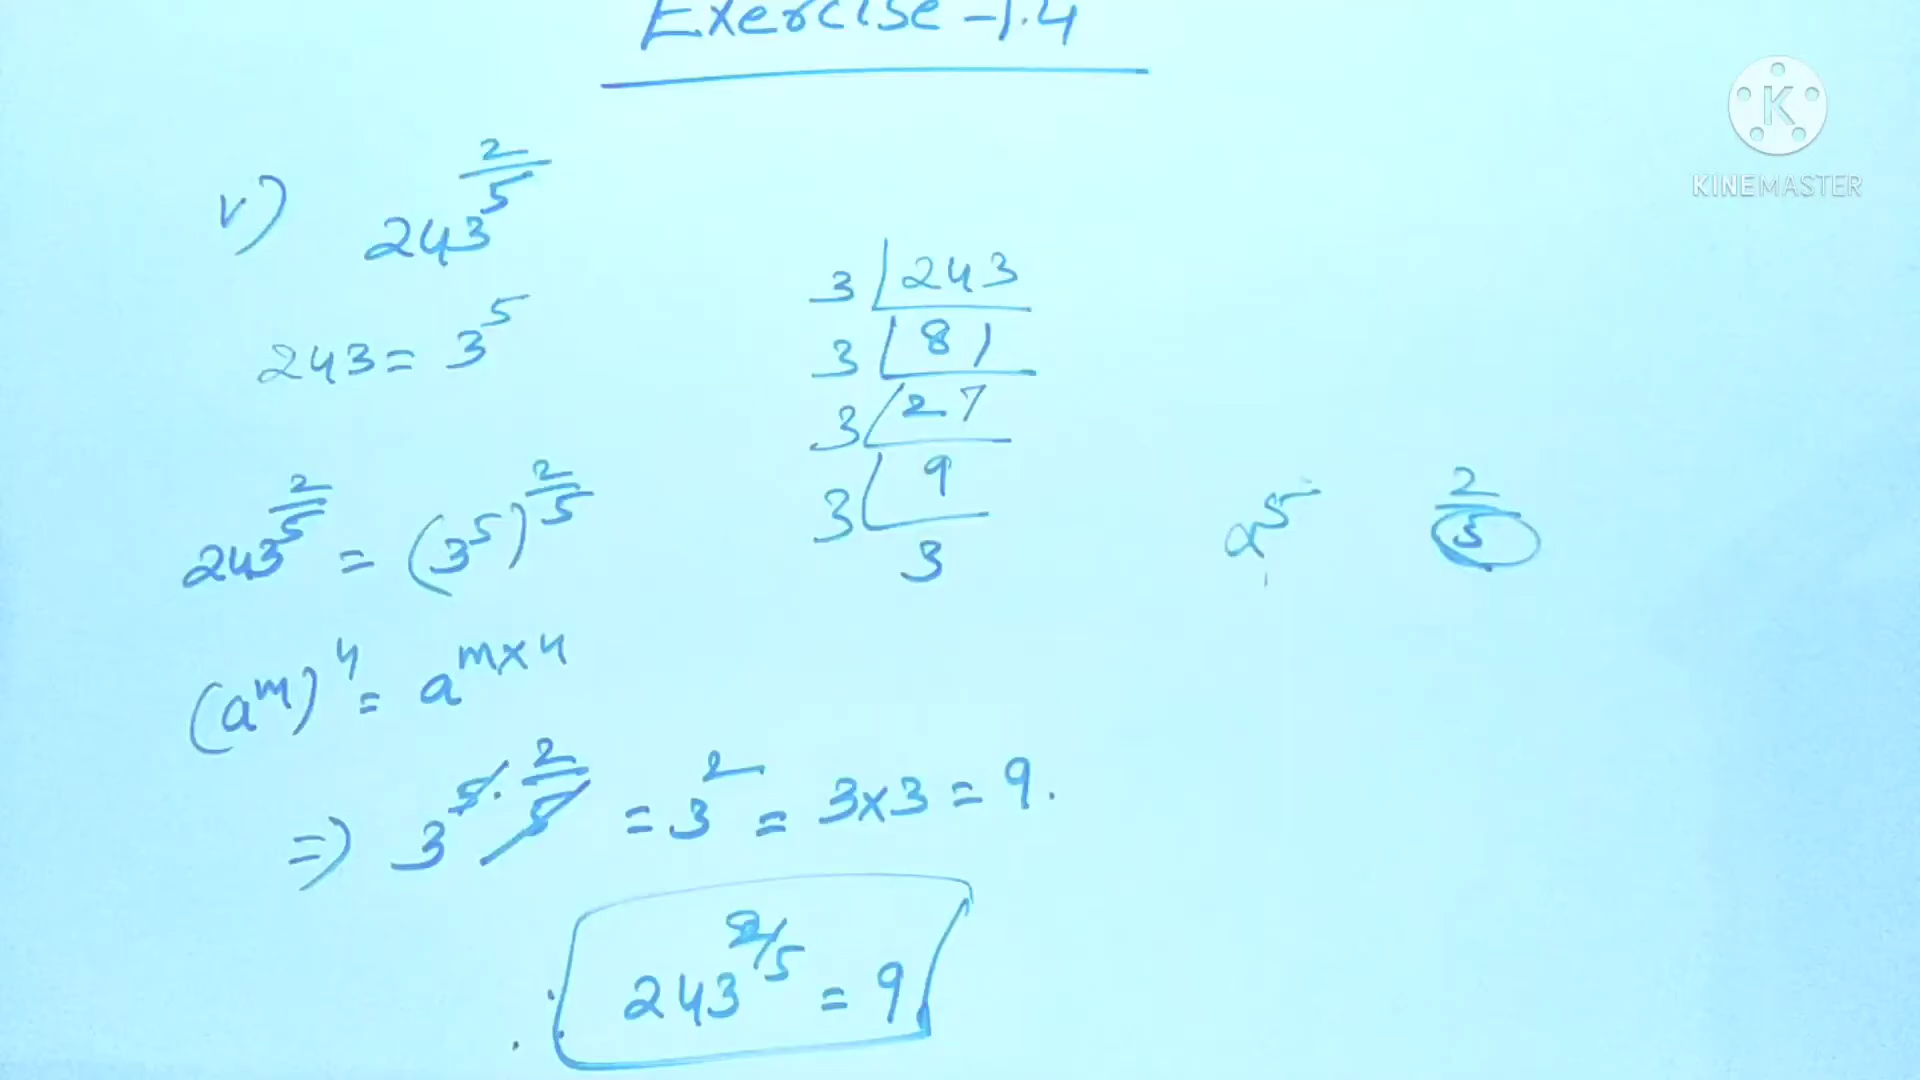 Exercise - 1.4
KINEMASTER
v) 243^(2/5)
243 = 3^5
3 | 243
3 | 81
3 | 27
3 | 9
3
243^(2/5) = (3^5)^(2/5)
a^5 2/5
(a^m)^n = a^(m×n)
=> 3^(5·2/5) = 3^2 = 3×3 = 9.
243^(2/5) = 9